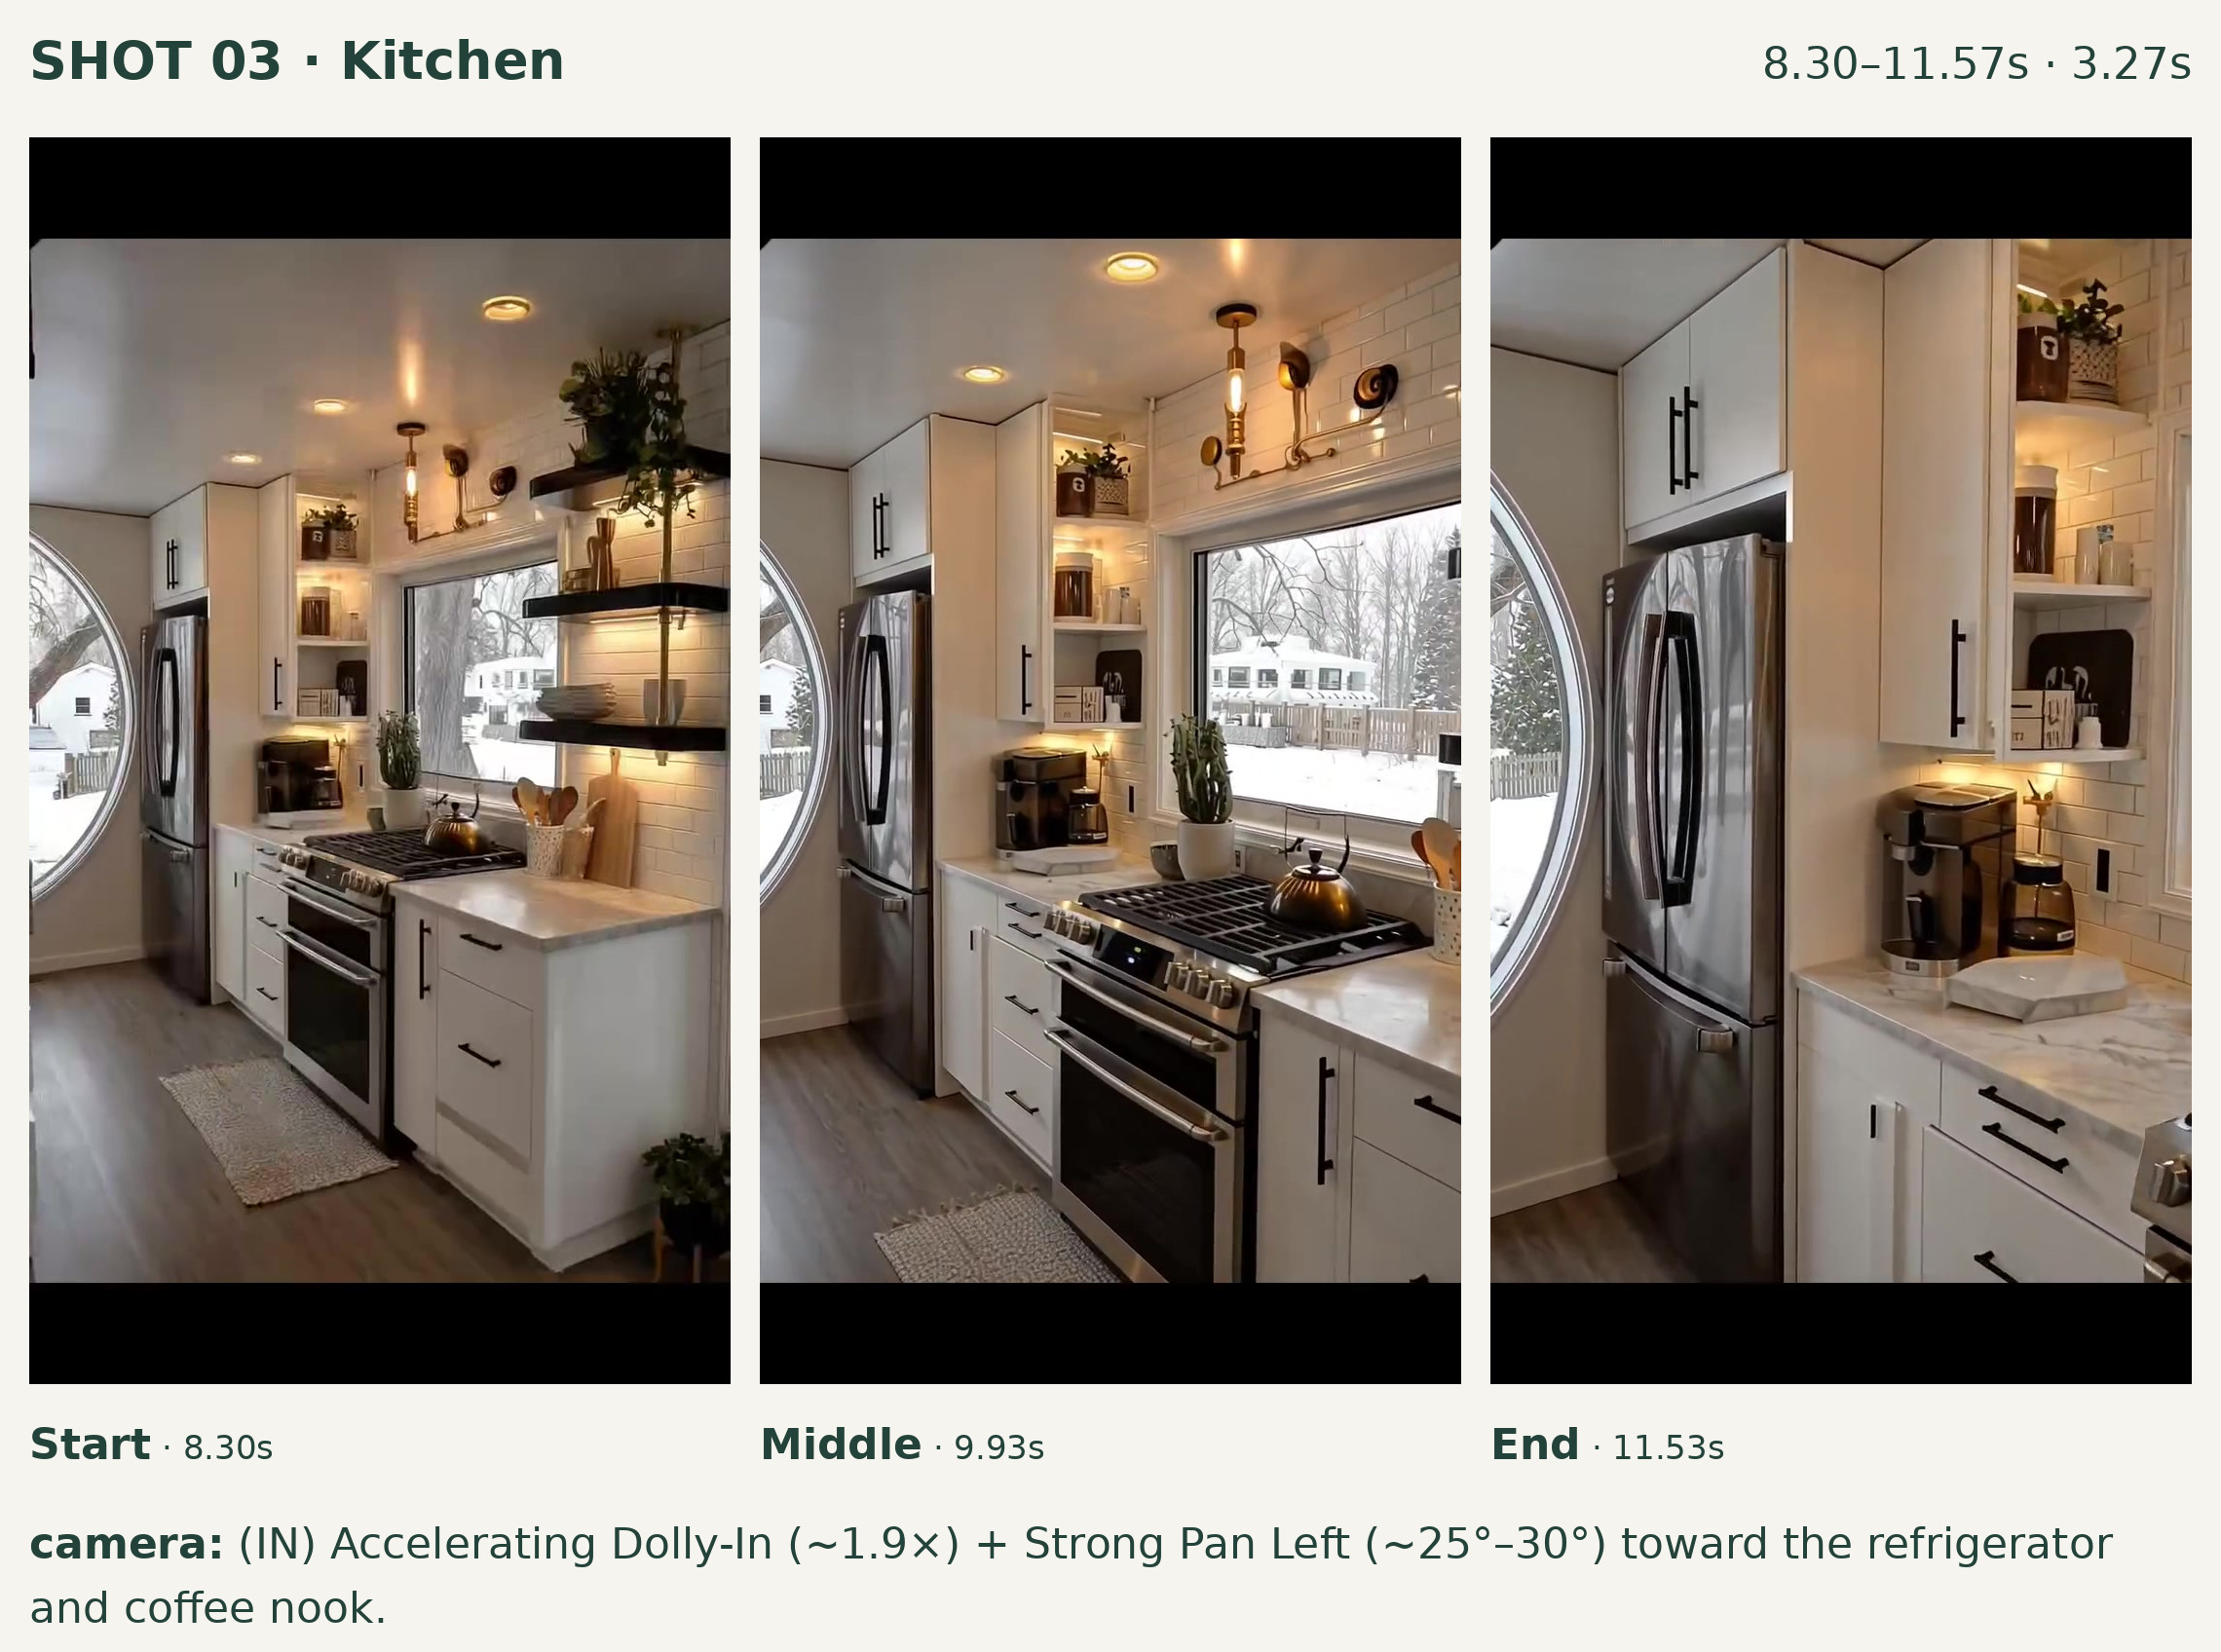 SHOT 03 · Kitchen
8.30–11.57s · 3.27s
Start · 8.30s
Middle · 9.93s
End · 11.53s
camera: (IN) Accelerating Dolly-In (~1.9×) + Strong Pan Left (~25°–30°) toward the refrigerator
and coffee nook.